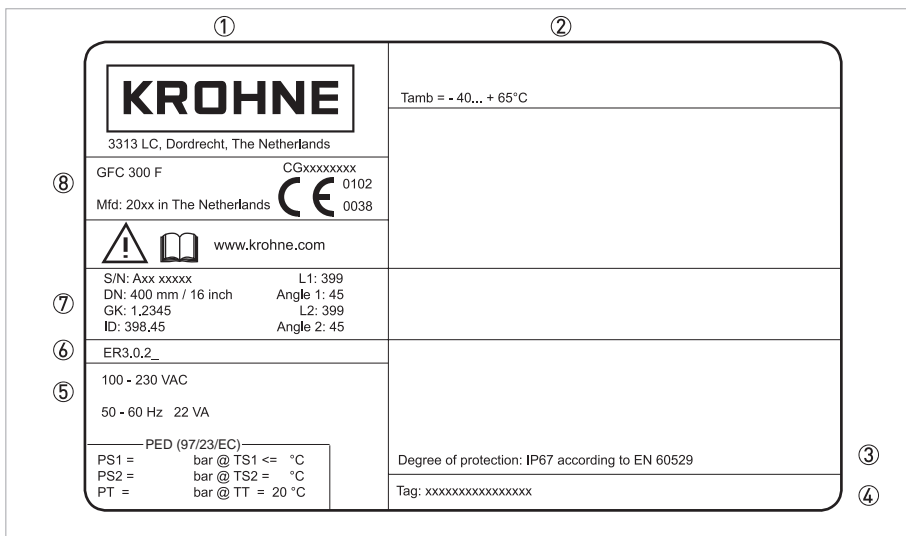 ① ②
KROHNE
3313 LC, Dordrecht, The Netherlands
Tamb = - 40... + 65°C
⑧
GFC 300 F CGxxxxxxxx
CE 0102
Mfd: 20xx in The Netherlands 0038
www.krohne.com
⑦
S/N: Axx xxxxx L1: 399
DN: 400 mm / 16 inch Angle 1: 45
GK: 1.2345 L2: 399
ID: 398.45 Angle 2: 45
⑥ ER3.0.2_
⑤ 100 - 230 VAC
50 - 60 Hz 22 VA
PED (97/23/EC)
PS1 = bar @ TS1 <= °C
PS2 = bar @ TS2 = °C
PT = bar @ TT = 20 °C
Degree of protection: IP67 according to EN 60529 ③
Tag: xxxxxxxxxxxxxxxx ④